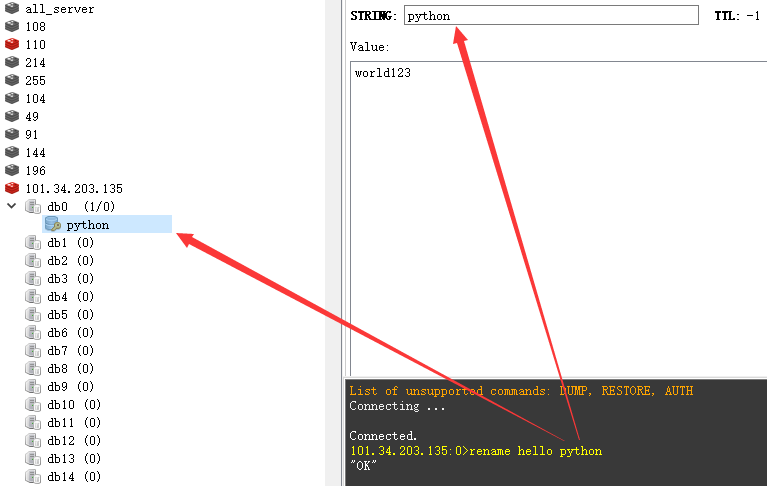 all_server
108
110
214
255
104
49
91
144
196
101.34.203.135
db0 (1/0)
python
db1 (0)
db2 (0)
db3 (0)
db4 (0)
db5 (0)
db6 (0)
db7 (0)
db8 (0)
db9 (0)
db10 (0)
db11 (0)
db12 (0)
db13 (0)
db14 (0)
STRING: python TTL: -1
Value:
world123
List of unsupported commands: DUMP, RESTORE, AUTH
Connecting ...
Connected.
101.34.203.135:0>rename hello python
"OK"